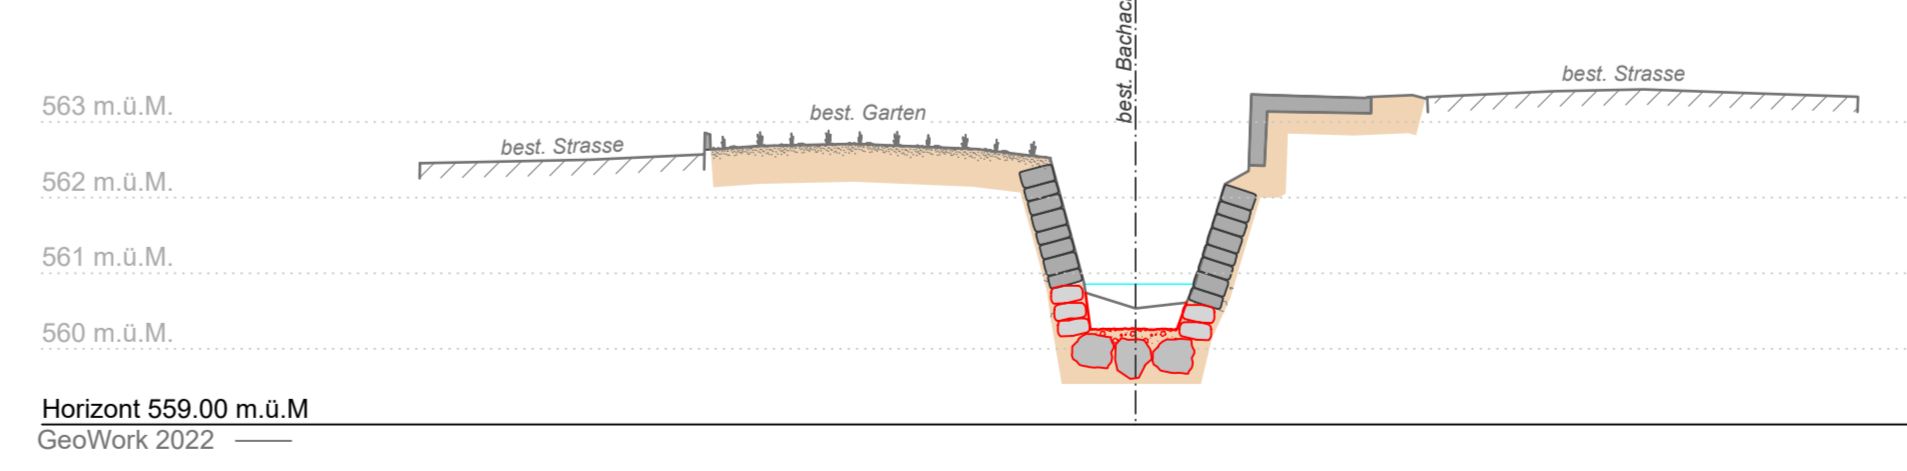 best. Bachac
best. Strasse
563 m.ü.M.
best. Garten
best. Strasse
562 m.ü.M.
561 m.ü.M.
560 m.ü.M.
Horizont 559.00 m.ü.M
GeoWork 2022